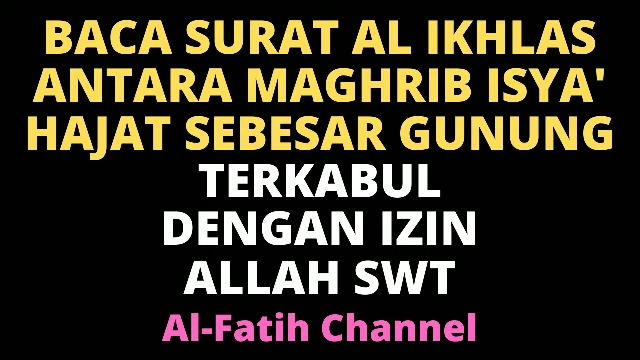 BACA SURAT AL IKHLAS
ANTARA MAGHRIB ISYA'
HAJAT SEBESAR GUNUNG
TERKABUL
DENGAN IZIN
ALLAH SWT
Al-Fatih Channel